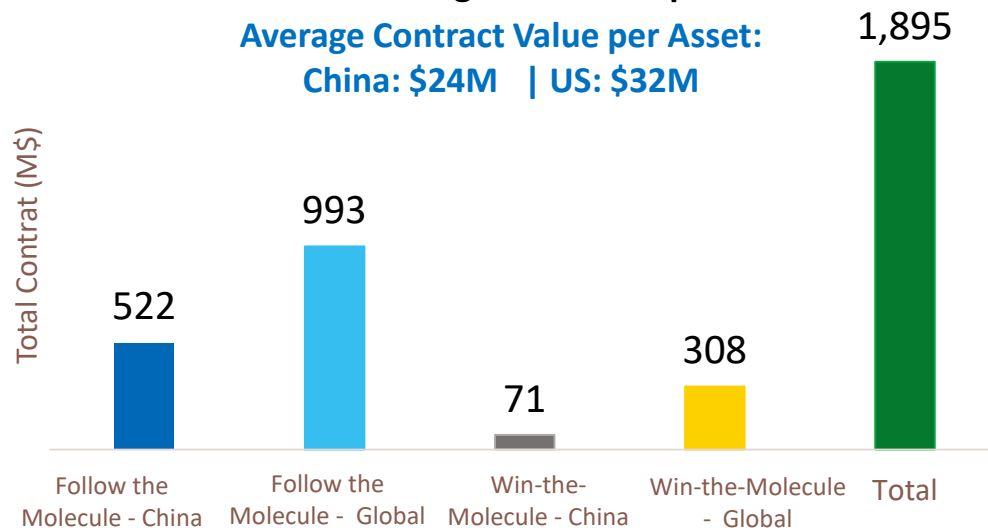 Average Contract Value per Asset:
China: $24M | US: $32M
1,895
993
522
308
71
Total Contrat (M$)
Follow the
Molecule - China
Follow the
Molecule - Global
Win-the-
Molecule - China
Win-the-Molecule
- Global
Total